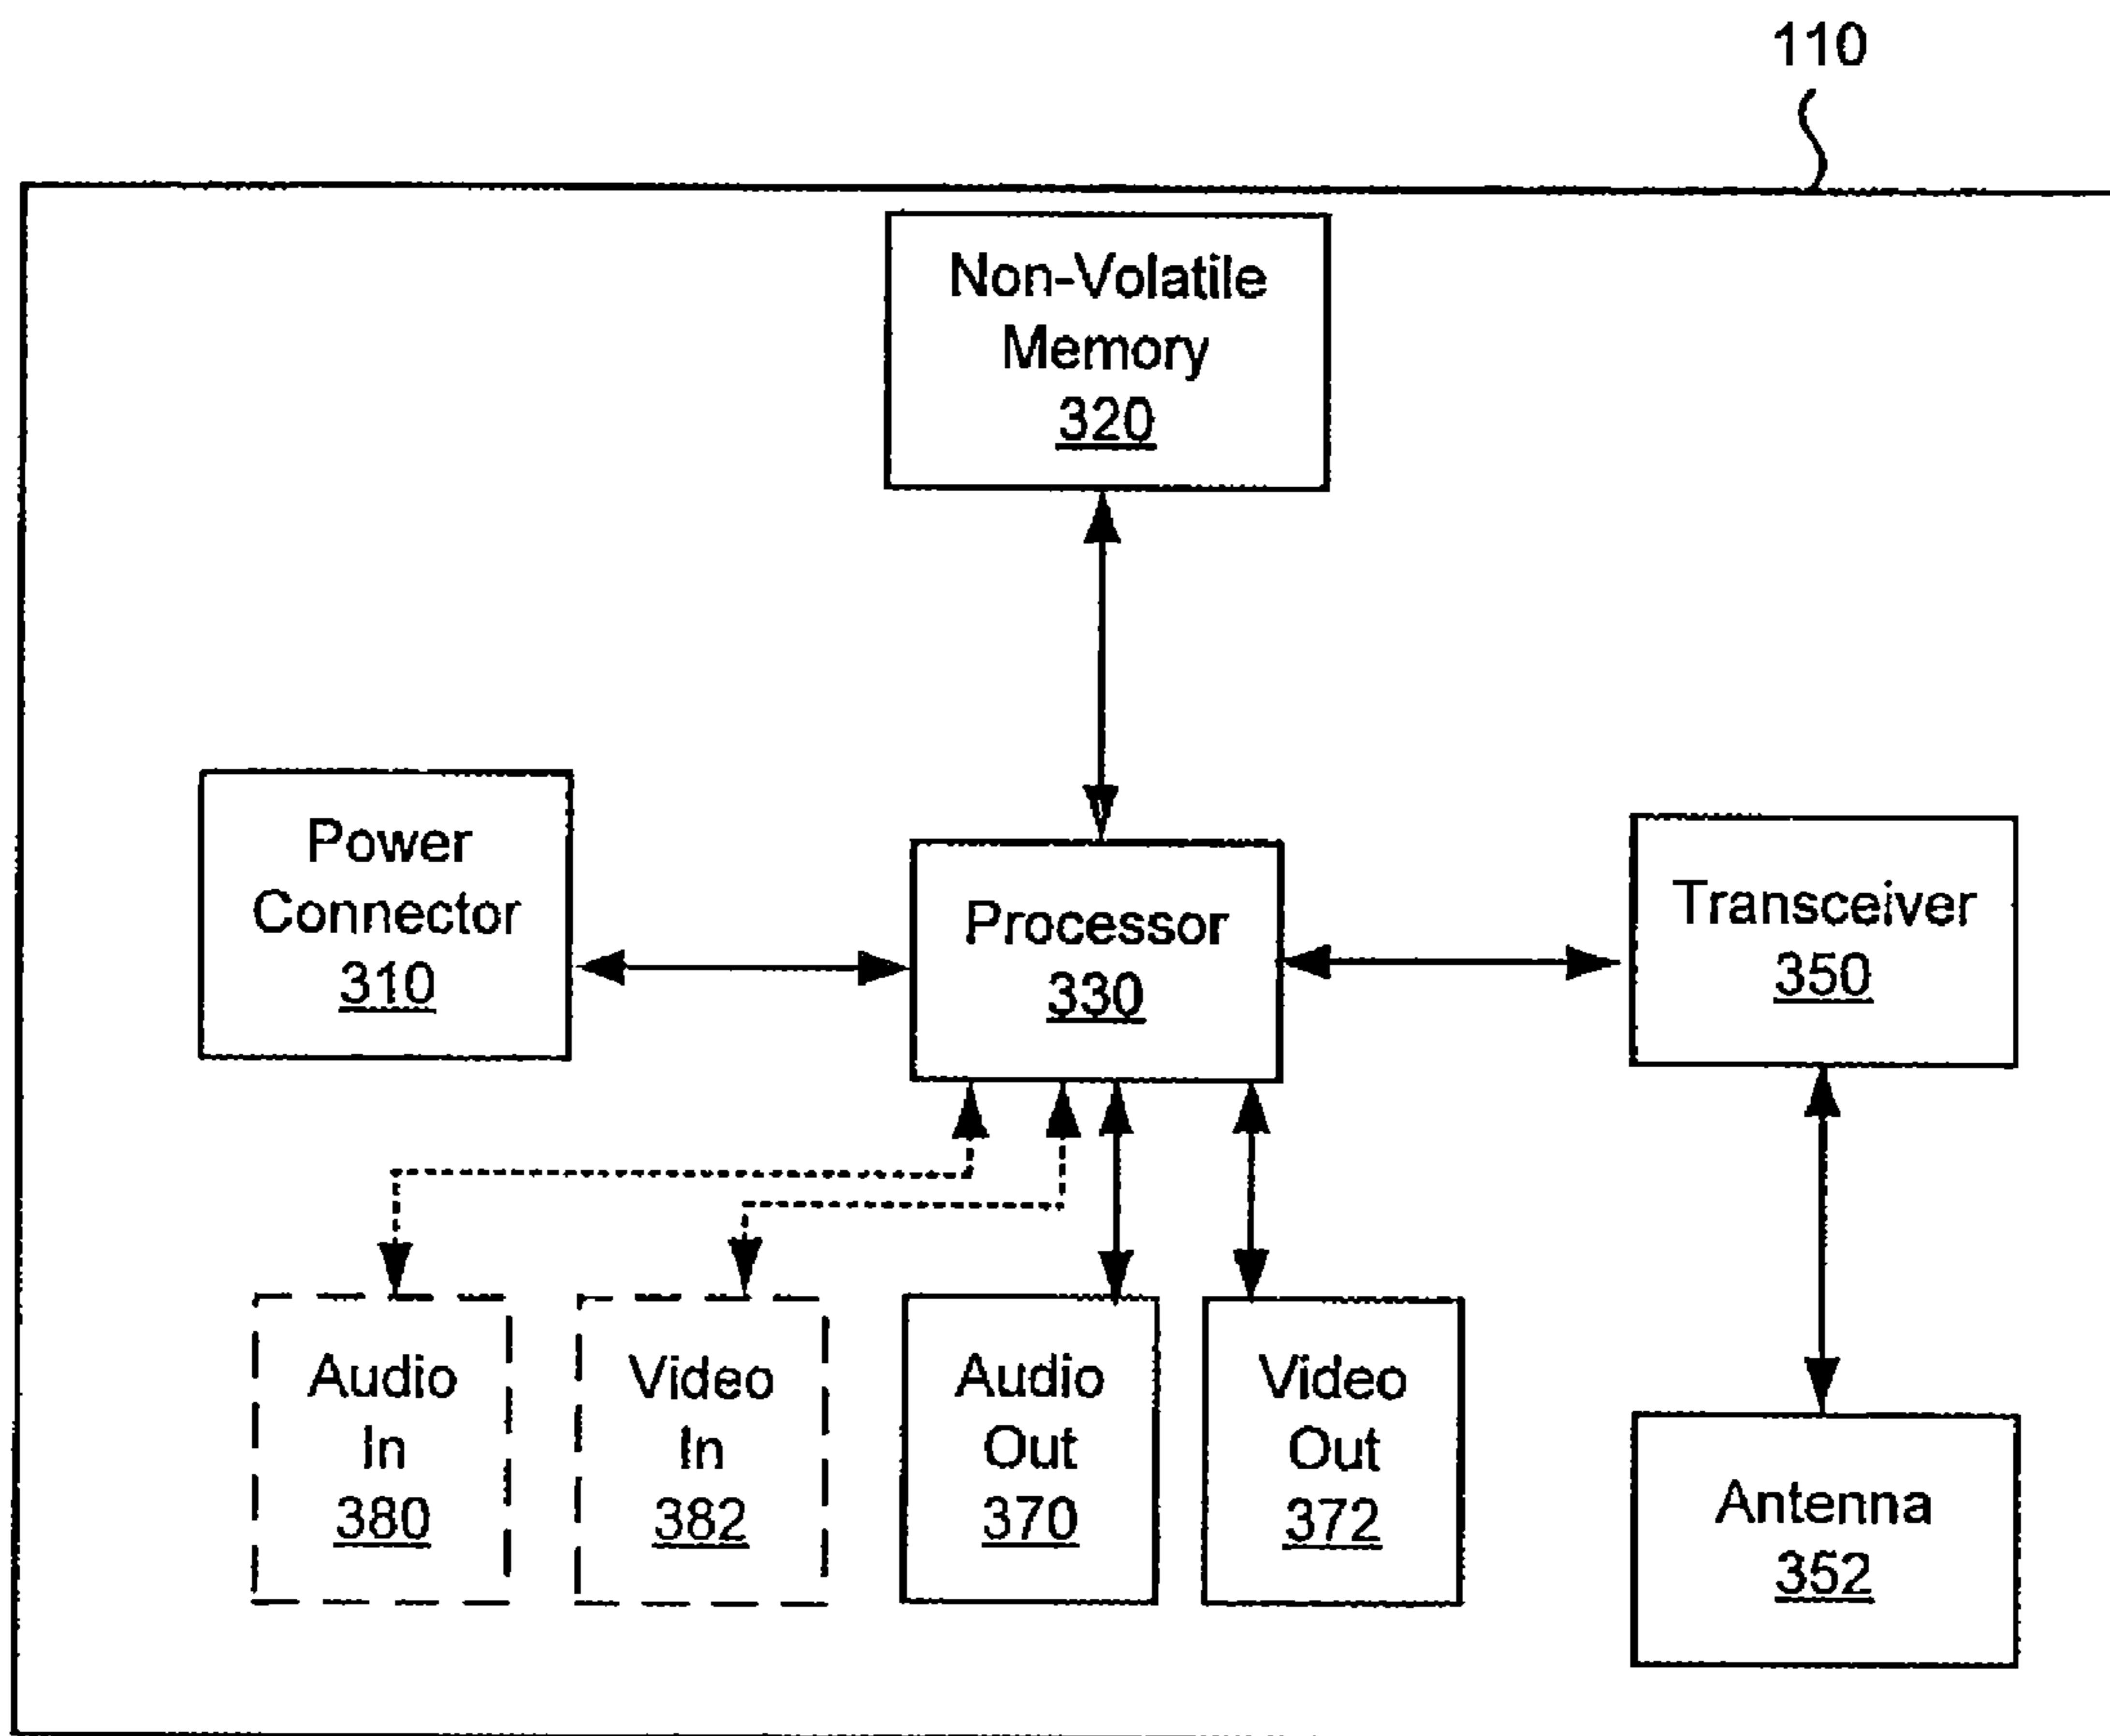 110
Non-Volatile
Memory
320
Power
Connector
310
Processor
330
Transceiver
350
Audio
In
380
Video
In
382
Audio
Out
370
Video
Out
372
Antenna
352